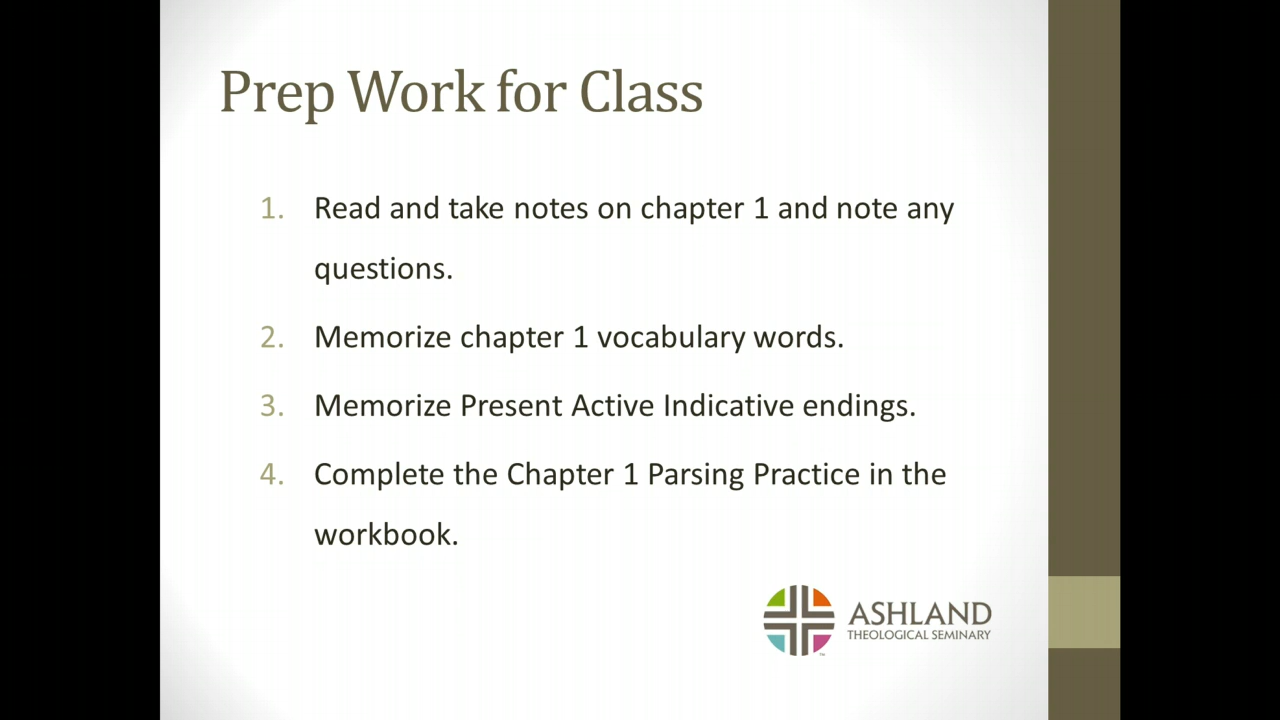 Prep Work for Class
1. Read and take notes on chapter 1 and note any
questions.
2. Memorize chapter 1 vocabulary words.
3. Memorize Present Active Indicative endings.
4. Complete the Chapter 1 Parsing Practice in the
workbook.
ASHLAND
THEOLOGICAL SEMINARY